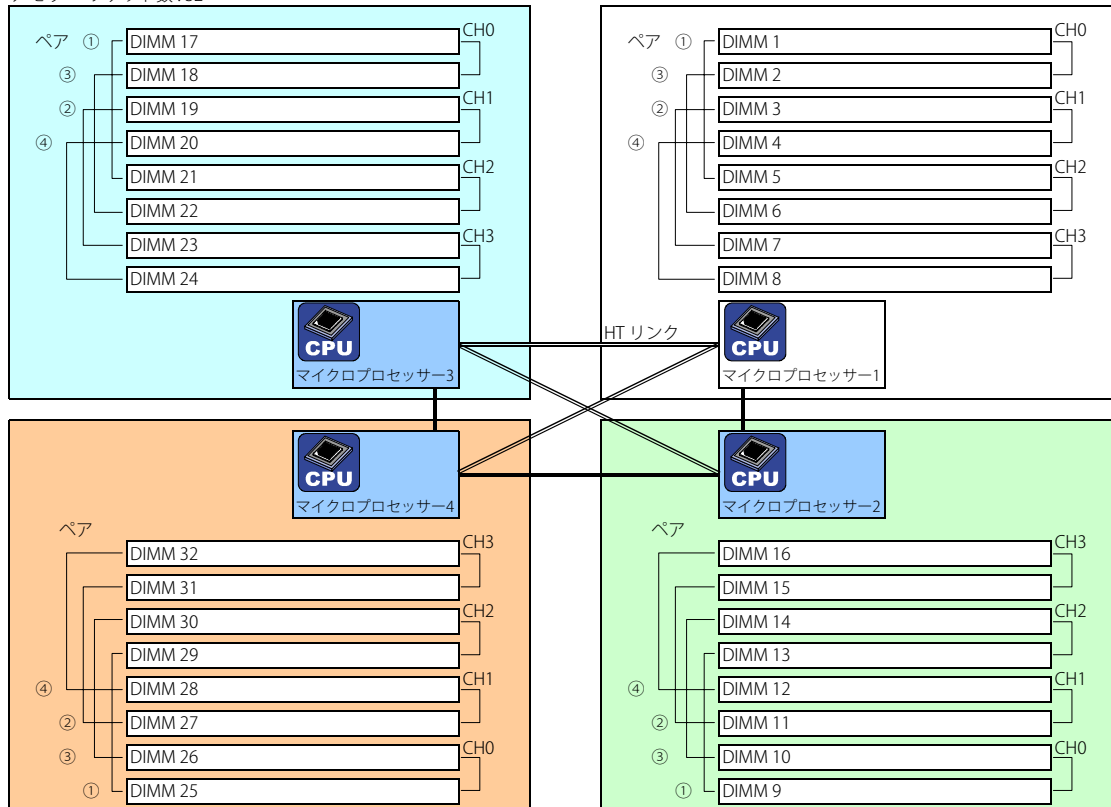 ペア ① DIMM 17 CH0
③ DIMM 18
② DIMM 19 CH1
④ DIMM 20
DIMM 21 CH2
DIMM 22
DIMM 23 CH3
DIMM 24
CPU
マイクロプロセッサー3
HT リンク
ペア ① DIMM 1 CH0
③ DIMM 2
② DIMM 3 CH1
④ DIMM 4
DIMM 5 CH2
DIMM 6
DIMM 7 CH3
DIMM 8
CPU
マイクロプロセッサー1
CPU
マイクロプロセッサー4
ペア
DIMM 32 CH3
DIMM 31
DIMM 30 CH2
DIMM 29
④ DIMM 28 CH1
② DIMM 27
③ DIMM 26 CH0
① DIMM 25
CPU
マイクロプロセッサー2
ペア
DIMM 16 CH3
DIMM 15
DIMM 14 CH2
DIMM 13
④ DIMM 12 CH1
② DIMM 11
③ DIMM 10 CH0
① DIMM 9